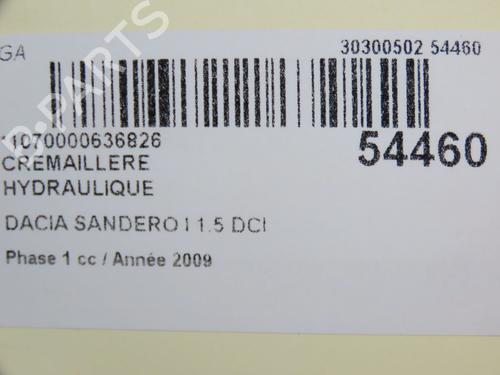 GA
30300502 54460
1070000636826
54460
CREMAILLERE
HYDRAULIQUE
DACIA SANDERO I 1.5 DCI
Phase 1 cc / Année 2009
B-PARTS